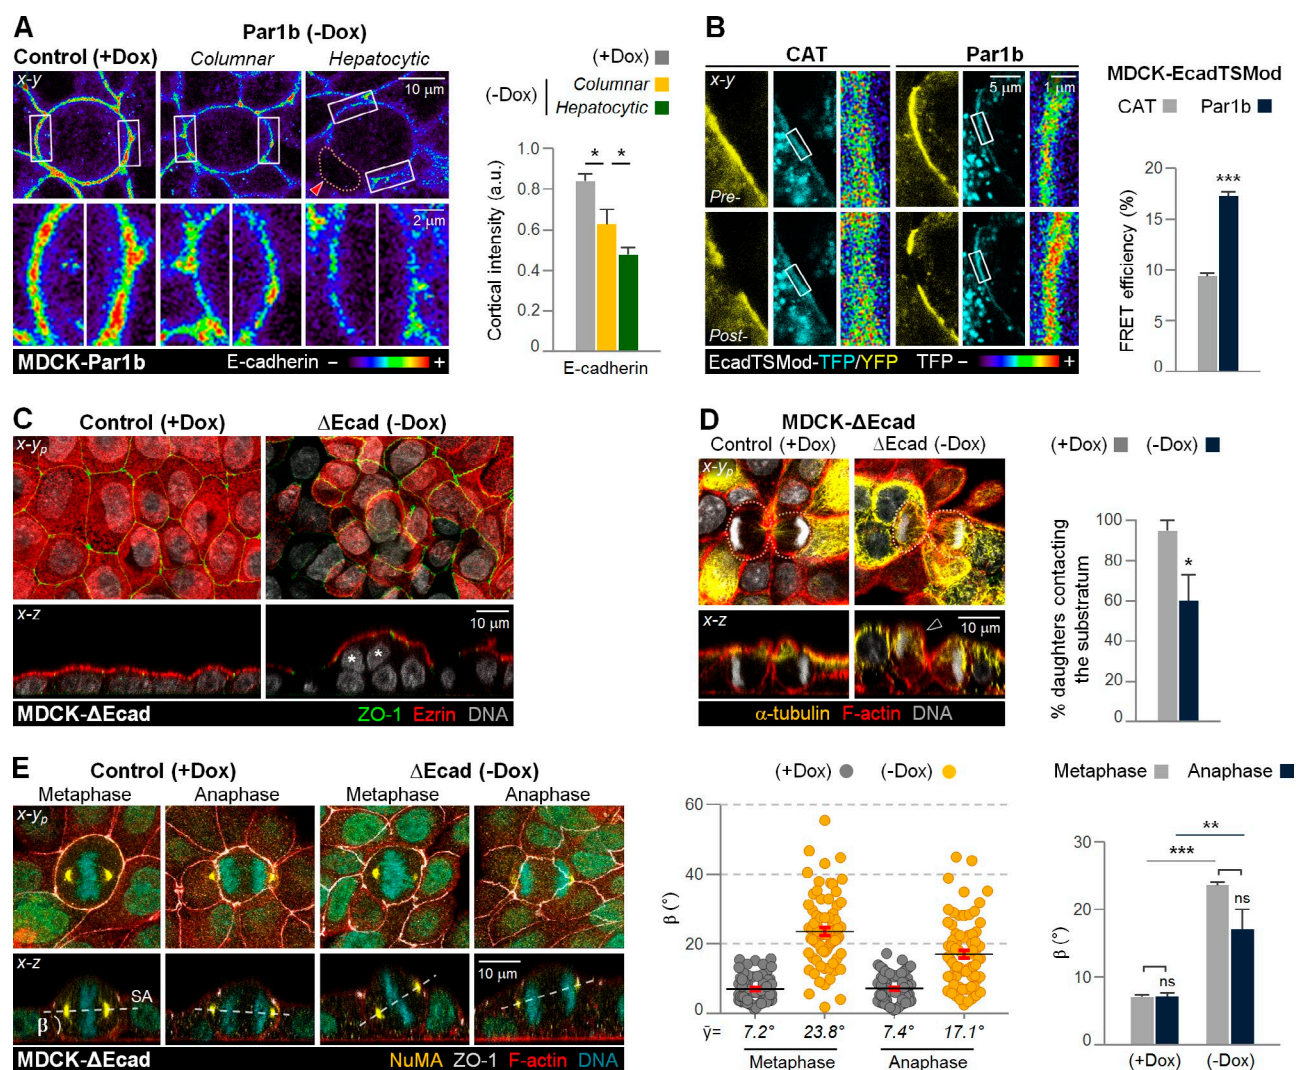 A
Par1b (-Dox)
Control (+Dox)
Columnar
Hepatocytic
x-y
10 μm
2 μm
MDCK-Par1b
E-cadherin – +
(+Dox)
(-Dox)
Columnar
Hepatocytic
Cortical intensity (a.u.)
1.0
0.8
0.6
0.4
0.2
0
* *
E-cadherin
B
CAT
Par1b
x-y
5 μm
1 μm
Pre-
Post-
EcadTSMod-TFP/YFP
TFP – +
MDCK-EcadTSMod
CAT
Par1b
FRET efficiency (%)
20
15
10
5
0
***
C
Control (+Dox)
ΔEcad (-Dox)
x-yp
x-z
10 μm
* *
MDCK-ΔEcad
ZO-1 Ezrin DNA
D
MDCK-ΔEcad
Control (+Dox)
ΔEcad (-Dox)
x-yp
x-z
10 μm
α-tubulin F-actin DNA
(+Dox)
(-Dox)
% daughters contacting
the substratum
100
80
60
40
20
0
*
E
Control (+Dox)
ΔEcad (-Dox)
Metaphase
Anaphase
Metaphase
Anaphase
x-yp
x-z
SA
β
10 μm
MDCK-ΔEcad
NuMA ZO-1 F-actin DNA
(+Dox)
(-Dox)
β (°)
60
40
20
0
ȳ= 7.2° 23.8° 7.4° 17.1°
Metaphase
Anaphase
Metaphase
Anaphase
β (°)
30
20
10
0
**
***
ns
ns
(+Dox)
(-Dox)